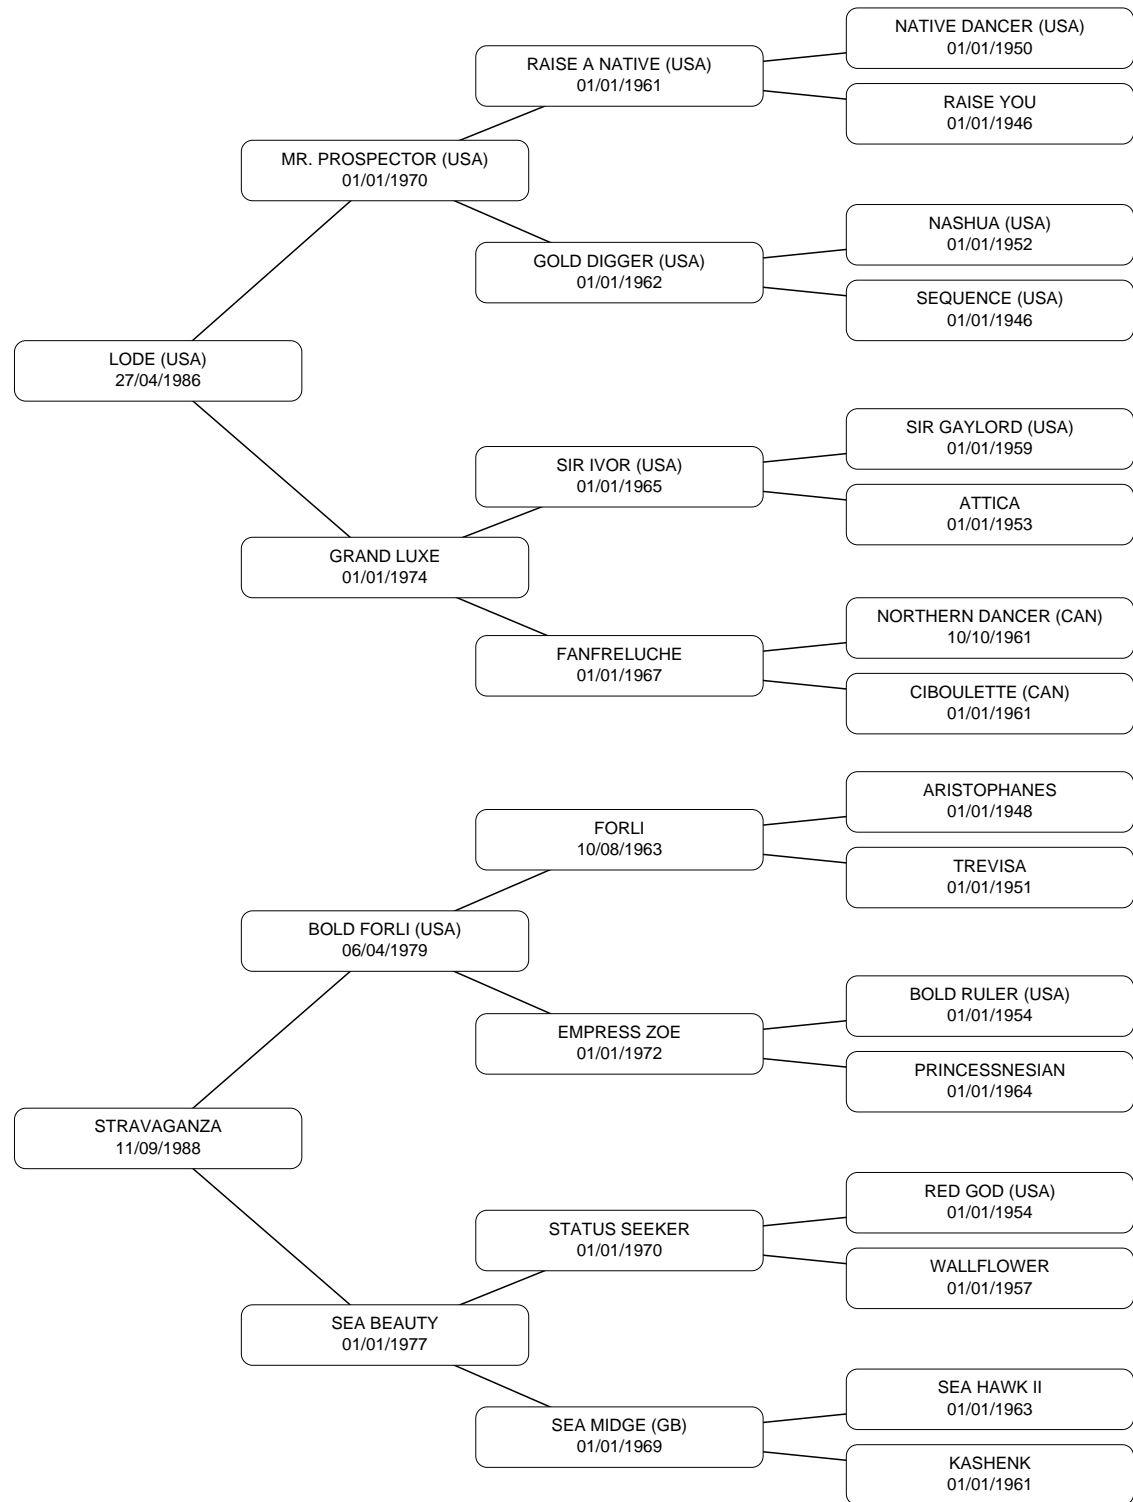 NATIVE DANCER (USA)
01/01/1950
RAISE A NATIVE (USA)
01/01/1961
RAISE YOU
01/01/1946
MR. PROSPECTOR (USA)
01/01/1970
NASHUA (USA)
01/01/1952
GOLD DIGGER (USA)
01/01/1962
SEQUENCE (USA)
01/01/1946
LODE (USA)
27/04/1986
SIR GAYLORD (USA)
01/01/1959
SIR IVOR (USA)
01/01/1965
ATTICA
01/01/1953
GRAND LUXE
01/01/1974
NORTHERN DANCER (CAN)
10/10/1961
FANFRELUCHE
01/01/1967
CIBOULETTE (CAN)
01/01/1961
ARISTOPHANES
01/01/1948
FORLI
10/08/1963
TREVISA
01/01/1951
BOLD FORLI (USA)
06/04/1979
BOLD RULER (USA)
01/01/1954
EMPRESS ZOE
01/01/1972
PRINCESSNESIAN
01/01/1964
STRAVAGANZA
11/09/1988
RED GOD (USA)
01/01/1954
STATUS SEEKER
01/01/1970
WALLFLOWER
01/01/1957
SEA BEAUTY
01/01/1977
SEA HAWK II
01/01/1963
SEA MIDGE (GB)
01/01/1969
KASHENK
01/01/1961